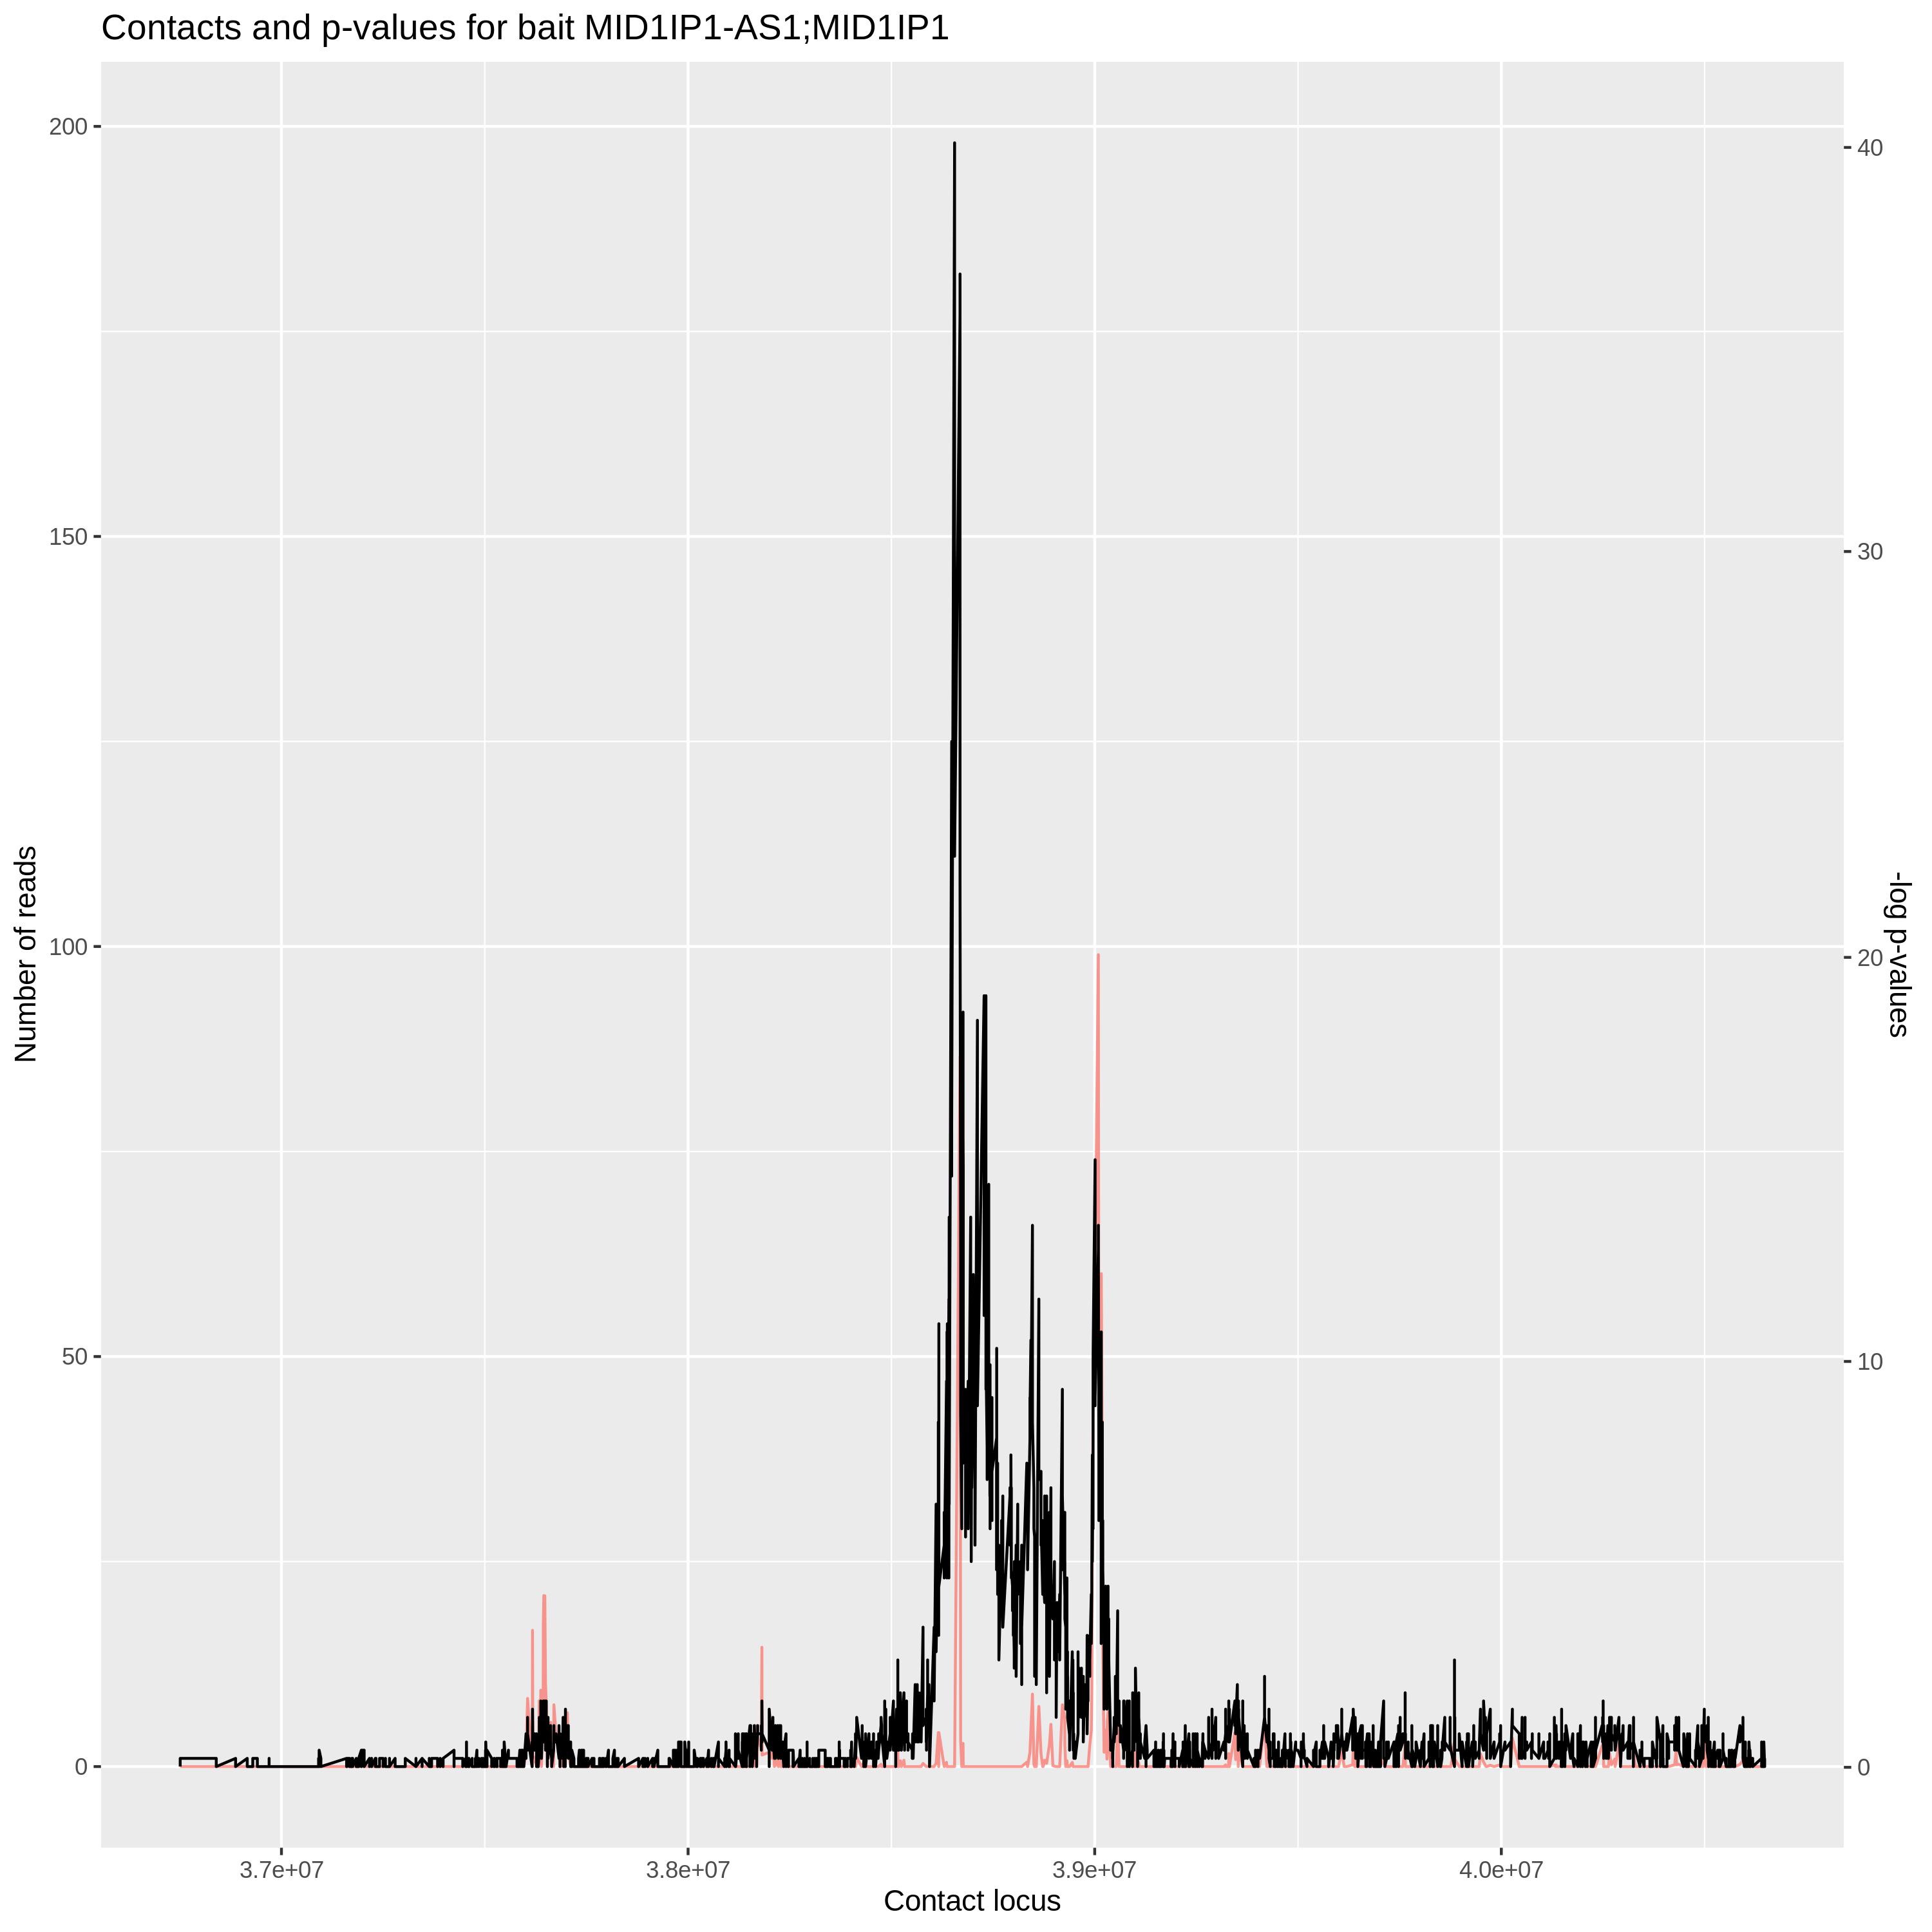 Contacts and p-values for bait MID1IP1-AS1;MID1IP1
200
150
100
50
0
Number of reads
40
30
20
10
0
-log p-values
3.7e+07
3.8e+07
3.9e+07
4.0e+07
Contact locus